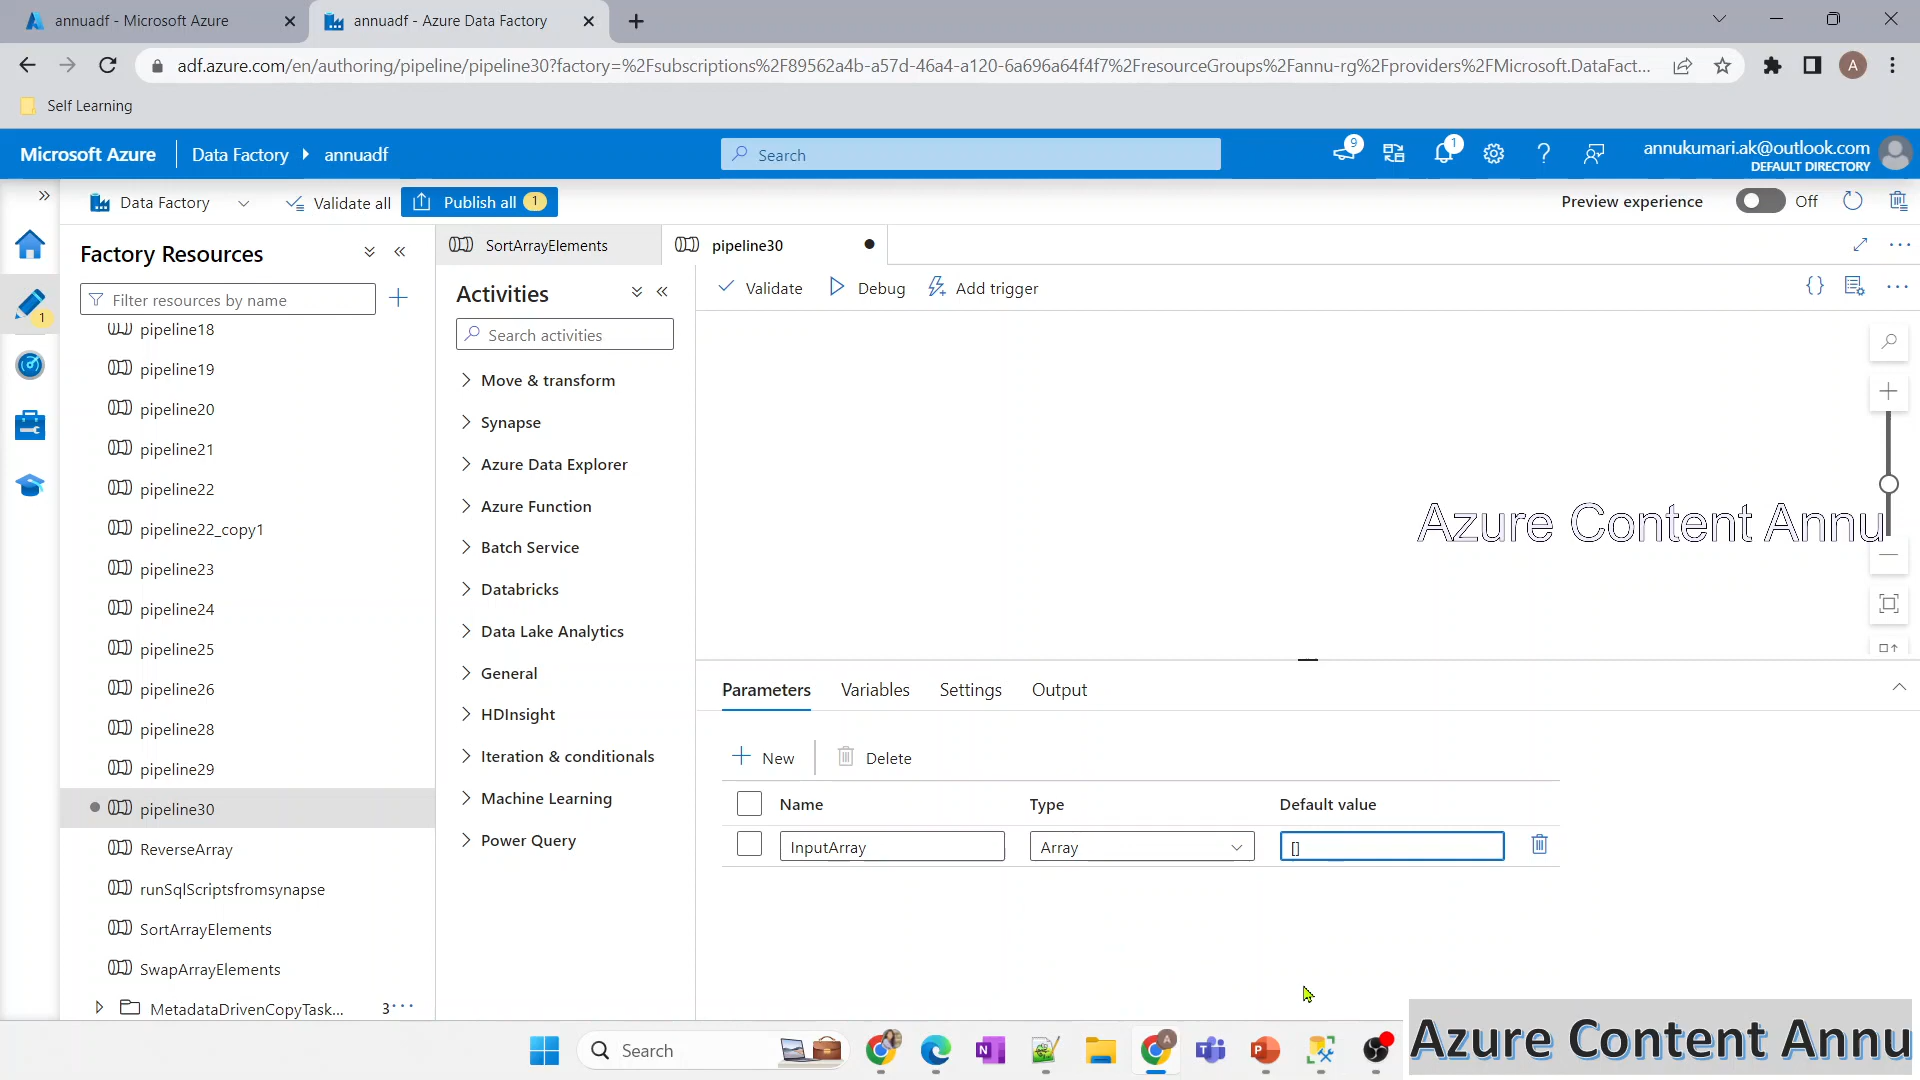 annuadf - Microsoft Azure
annuadf - Azure Data Factory
adf.azure.com/en/authoring/pipeline/pipeline30?factory=%2Fsubscriptions%2F89562a4b-a57d-46a4-a120-6a696a64f4f7%2FresourceGroups%2Fannu-rg%2Fproviders%2FMicrosoft.DataFact...
A
Self Learning
Microsoft Azure
Data Factory
annuadf
Search
9
1
annukumari.ak@outlook.com
DEFAULT DIRECTORY
Data Factory
Validate all
Publish all
1
Preview experience
Off
1
Factory Resources
Filter resources by name
pipeline18
pipeline19
pipeline20
pipeline21
pipeline22
pipeline22_copy1
pipeline23
pipeline24
pipeline25
pipeline26
pipeline28
pipeline29
pipeline30
ReverseArray
runSqlScriptsfromsynapse
SortArrayElements
SwapArrayElements
MetadataDrivenCopyTask...
3
SortArrayElements
pipeline30
Activities
Search activities
Move & transform
Synapse
Azure Data Explorer
Azure Function
Batch Service
Databricks
Data Lake Analytics
General
HDInsight
Iteration & conditionals
Machine Learning
Power Query
Validate
Debug
Add trigger
Azure Content Annu
Parameters
Variables
Settings
Output
New
Delete
Name
Type
Default value
InputArray
Array
[]
Search
A
Azure Content Annu